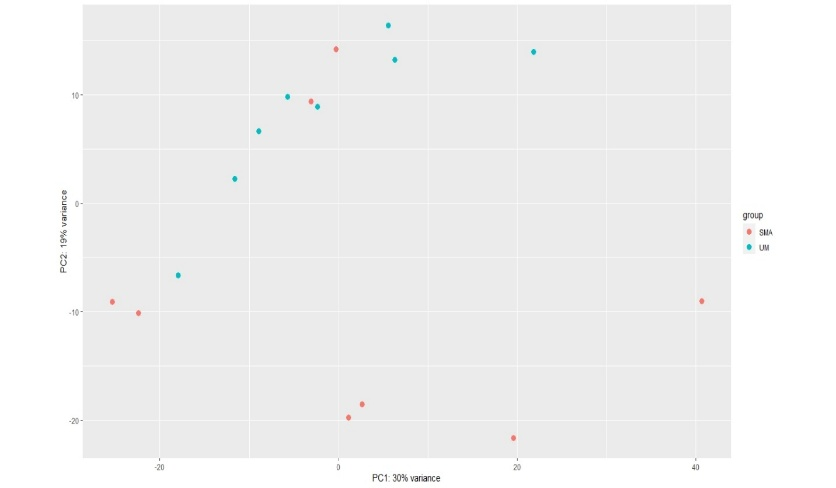 10
0
-10
-20
PC2: 19% variance
-20
0
20
40
PC1: 30% variance
group
SMA
UM